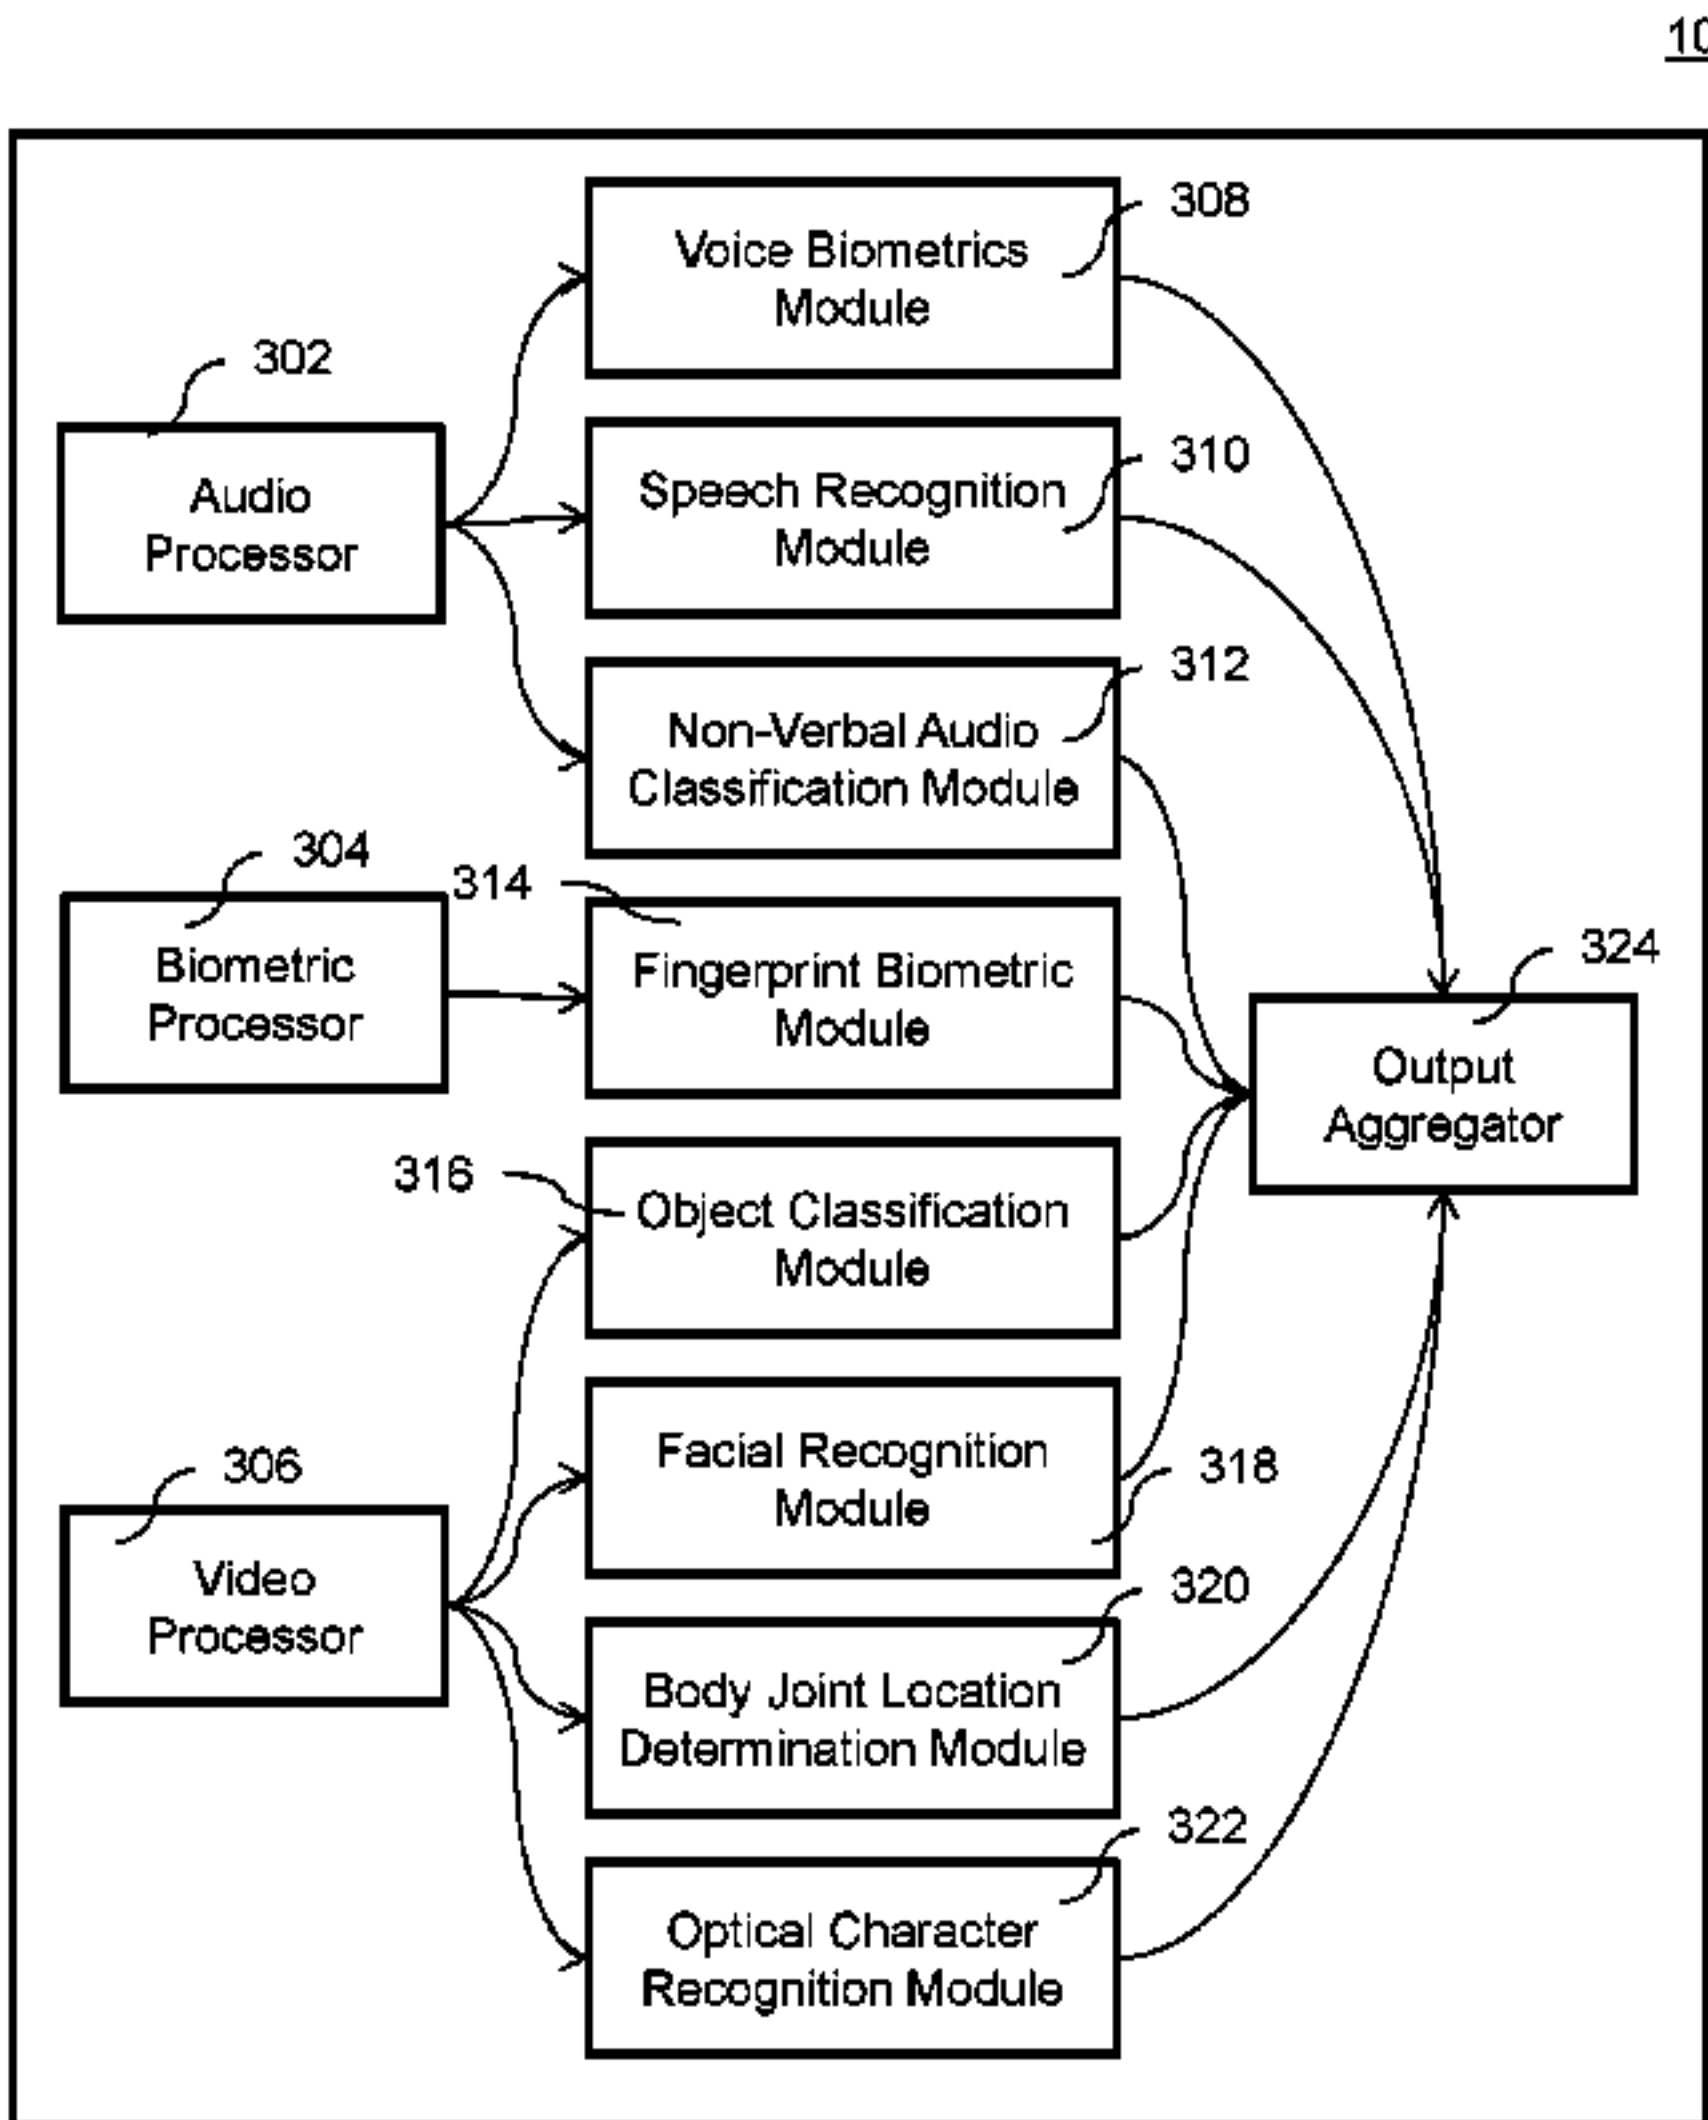 10
308
Voice Biometrics
Module
302
Audio
Processor
310
Speech Recognition
Module
312
Non-Verbal Audio
Classification Module
304
Biometric
Processor
314
Fingerprint Biometric
Module
324
Output
Aggregator
316
Object Classification
Module
306
Video
Processor
Facial Recognition
Module
318
320
Body Joint Location
Determination Module
322
Optical Character
Recognition Module